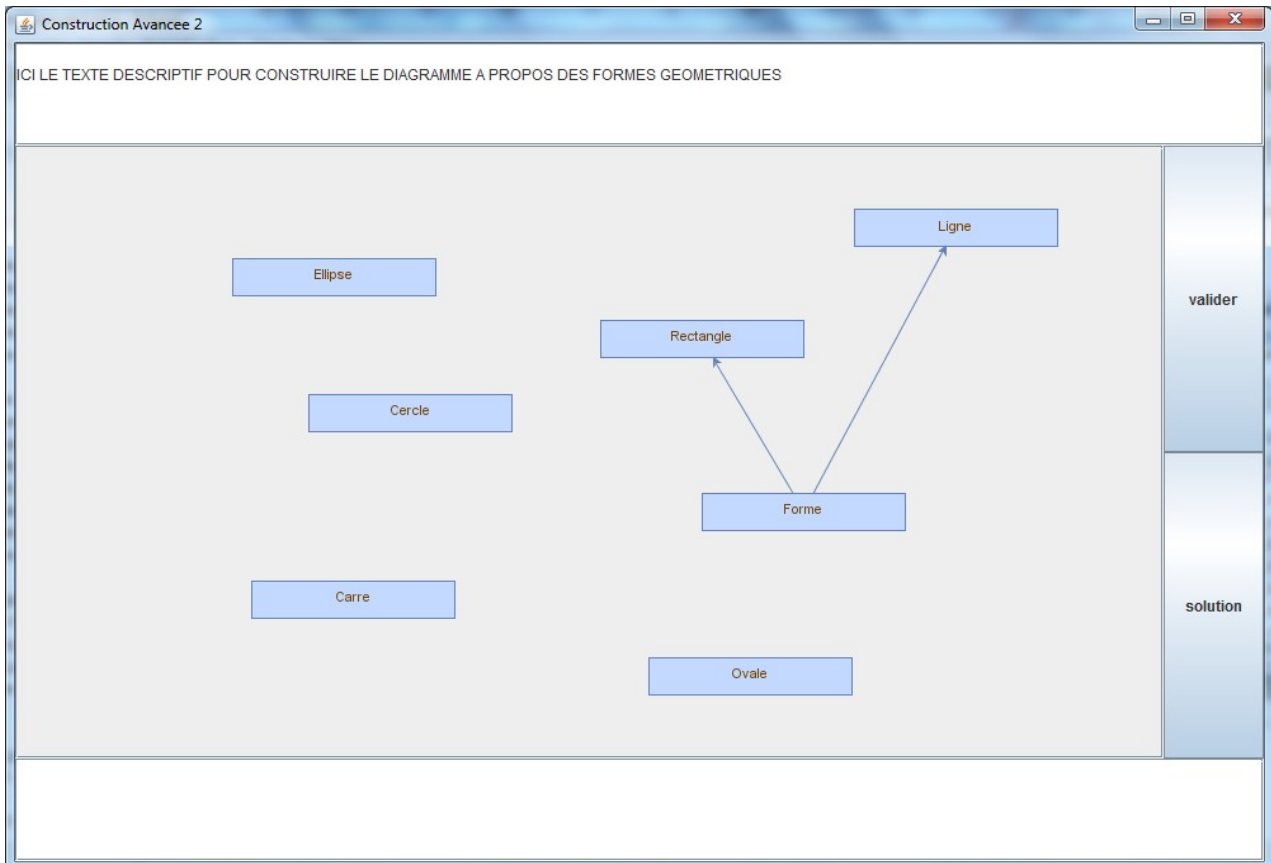 Construction Avancee 2
ICI LE TEXTE DESCRIPTIF POUR CONSTRUIRE LE DIAGRAMME A PROPOS DES FORMES GEOMETRIQUES
Ligne
Ellipse
valider
Rectangle
Cercle
Forme
Carre
solution
Ovale